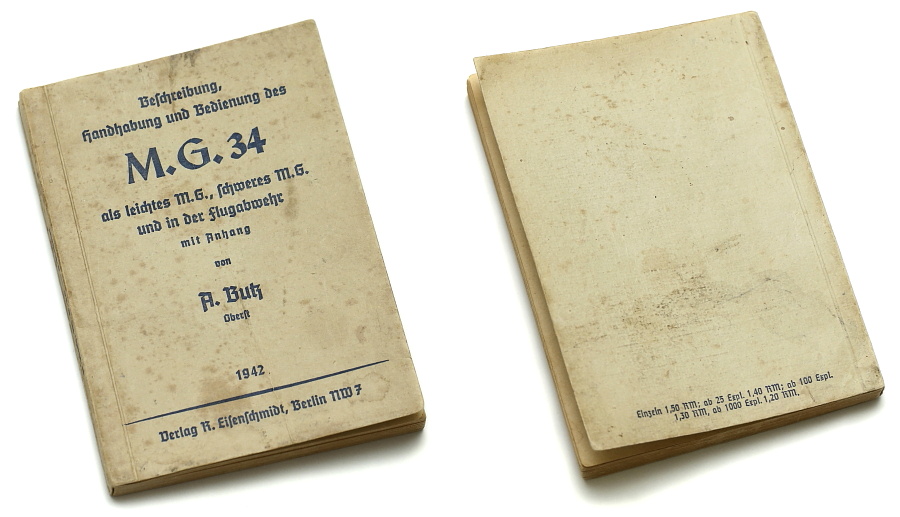 Beſchreibung,
Handhabung und Bedienung des
M.G. 34
als leichtes M.G., ſchweres M.G.
und in der Flugabwehr
mit Anhang
von
A. Butz
Oberſt
1942
Verlag R. Eiſenſchmidt, Berlin NW 7
Einzeln 1,50 RM; ab 25 Expl. 1,40 RM; ab 100 Expl.
1,30 RM, ab 1000 Expl. 1,20 RM.